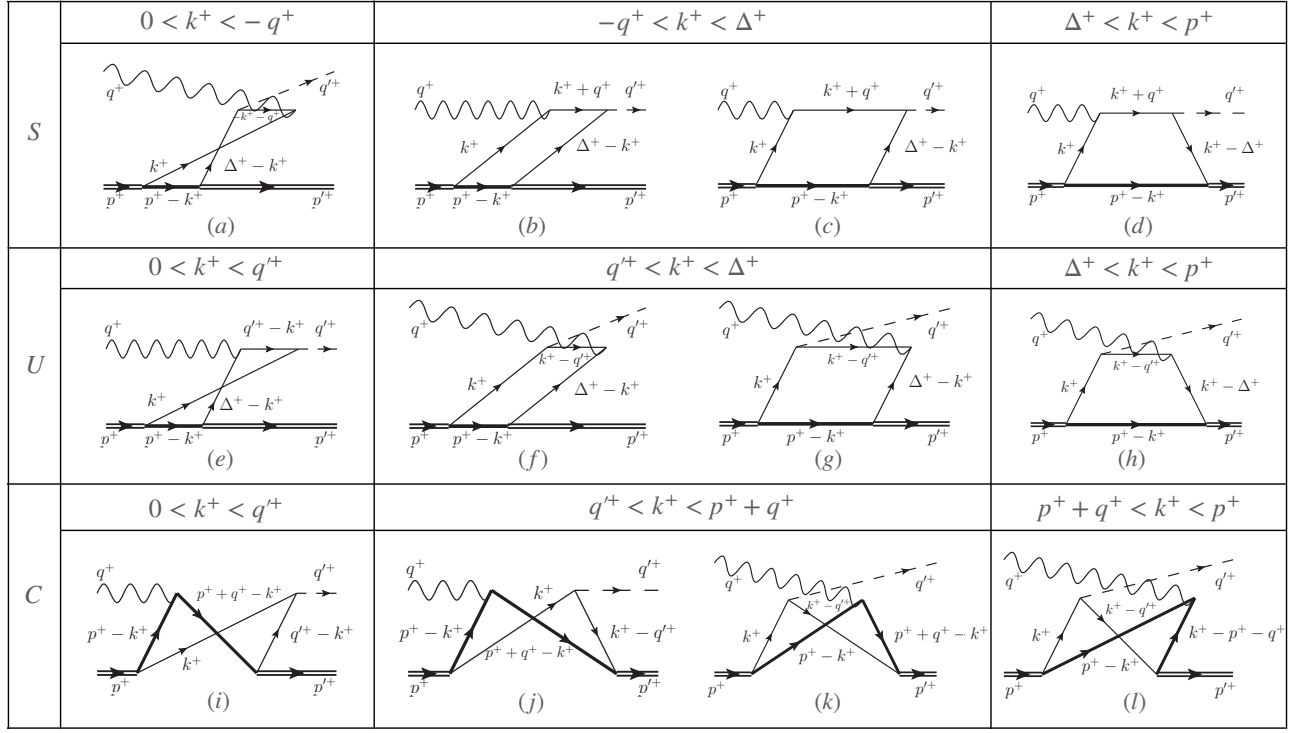 0 < k⁺ < − q⁺
−q⁺ < k⁺ < Δ⁺
Δ⁺ < k⁺ < p⁺
S
q⁺
q′⁺
−k⁺ − q⁺
k⁺
Δ⁺ − k⁺
p⁺
p⁺ − k⁺
p′⁺
(a)
q⁺
k⁺ + q⁺
q′⁺
k⁺
Δ⁺ − k⁺
p⁺
p⁺ − k⁺
p′⁺
(b)
q⁺
k⁺ + q⁺
q′⁺
k⁺
Δ⁺ − k⁺
p⁺
p⁺ − k⁺
p′⁺
(c)
q⁺
k⁺ + q⁺
q′⁺
k⁺
k⁺ − Δ⁺
p⁺
p⁺ − k⁺
p′⁺
(d)
0 < k⁺ < q′⁺
q′⁺ < k⁺ < Δ⁺
Δ⁺ < k⁺ < p⁺
U
q⁺
q′⁺ − k⁺
q′⁺
k⁺
Δ⁺ − k⁺
p⁺
p⁺ − k⁺
p′⁺
(e)
q⁺
q′⁺
k⁺ − q′⁺
k⁺
Δ⁺ − k⁺
p⁺
p⁺ − k⁺
p′⁺
(f)
q⁺
q′⁺
k⁺ − q′⁺
k⁺
Δ⁺ − k⁺
p⁺
p⁺ − k⁺
p′⁺
(g)
q⁺
q′⁺
k⁺ − q′⁺
k⁺
k⁺ − Δ⁺
p⁺
p⁺ − k⁺
p′⁺
(h)
0 < k⁺ < q′⁺
q′⁺ < k⁺ < p⁺ + q⁺
p⁺ + q⁺ < k⁺ < p⁺
C
q⁺
p⁺ + q⁺ − k⁺
q′⁺
p⁺ − k⁺
q′⁺ − k⁺
k⁺
p⁺
p′⁺
(i)
q⁺
k⁺
q′⁺
p⁺ − k⁺
k⁺ − q′⁺
p⁺ + q⁺ − k⁺
p⁺
p′⁺
(j)
q⁺
q′⁺
k⁺ − q′⁺
k⁺
p⁺ + q⁺ − k⁺
p⁺ − k⁺
p⁺
p′⁺
(k)
q⁺
q′⁺
k⁺ − q′⁺
k⁺
k⁺ − p⁺ − q⁺
p⁺ − k⁺
p⁺
p′⁺
(l)